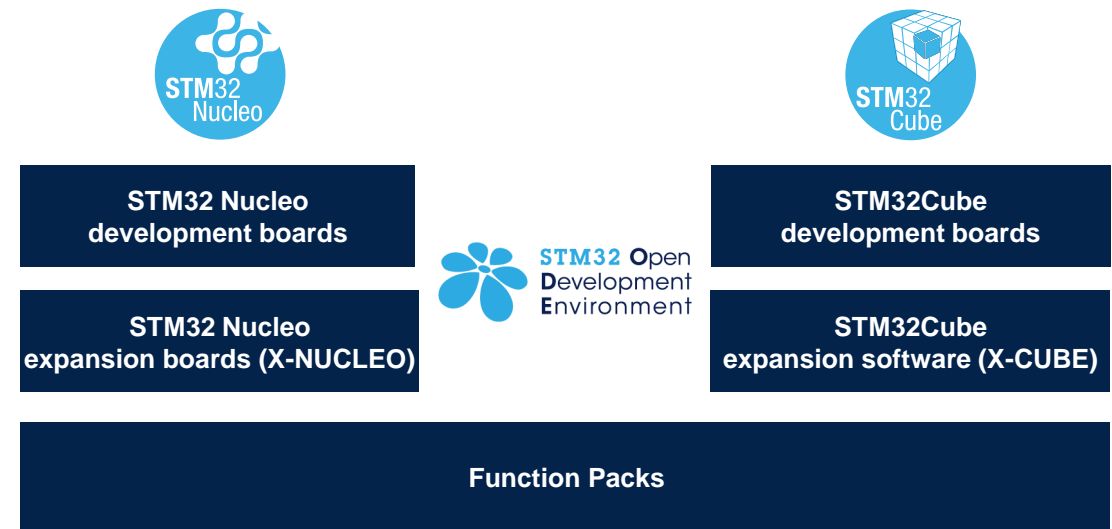 STM32
Nucleo
STM32
Cube
STM32 Nucleo
development boards
STM32Cube
development boards
STM32 Open
Development
Environment
STM32 Nucleo
expansion boards (X-NUCLEO)
STM32Cube
expansion software (X-CUBE)
Function Packs